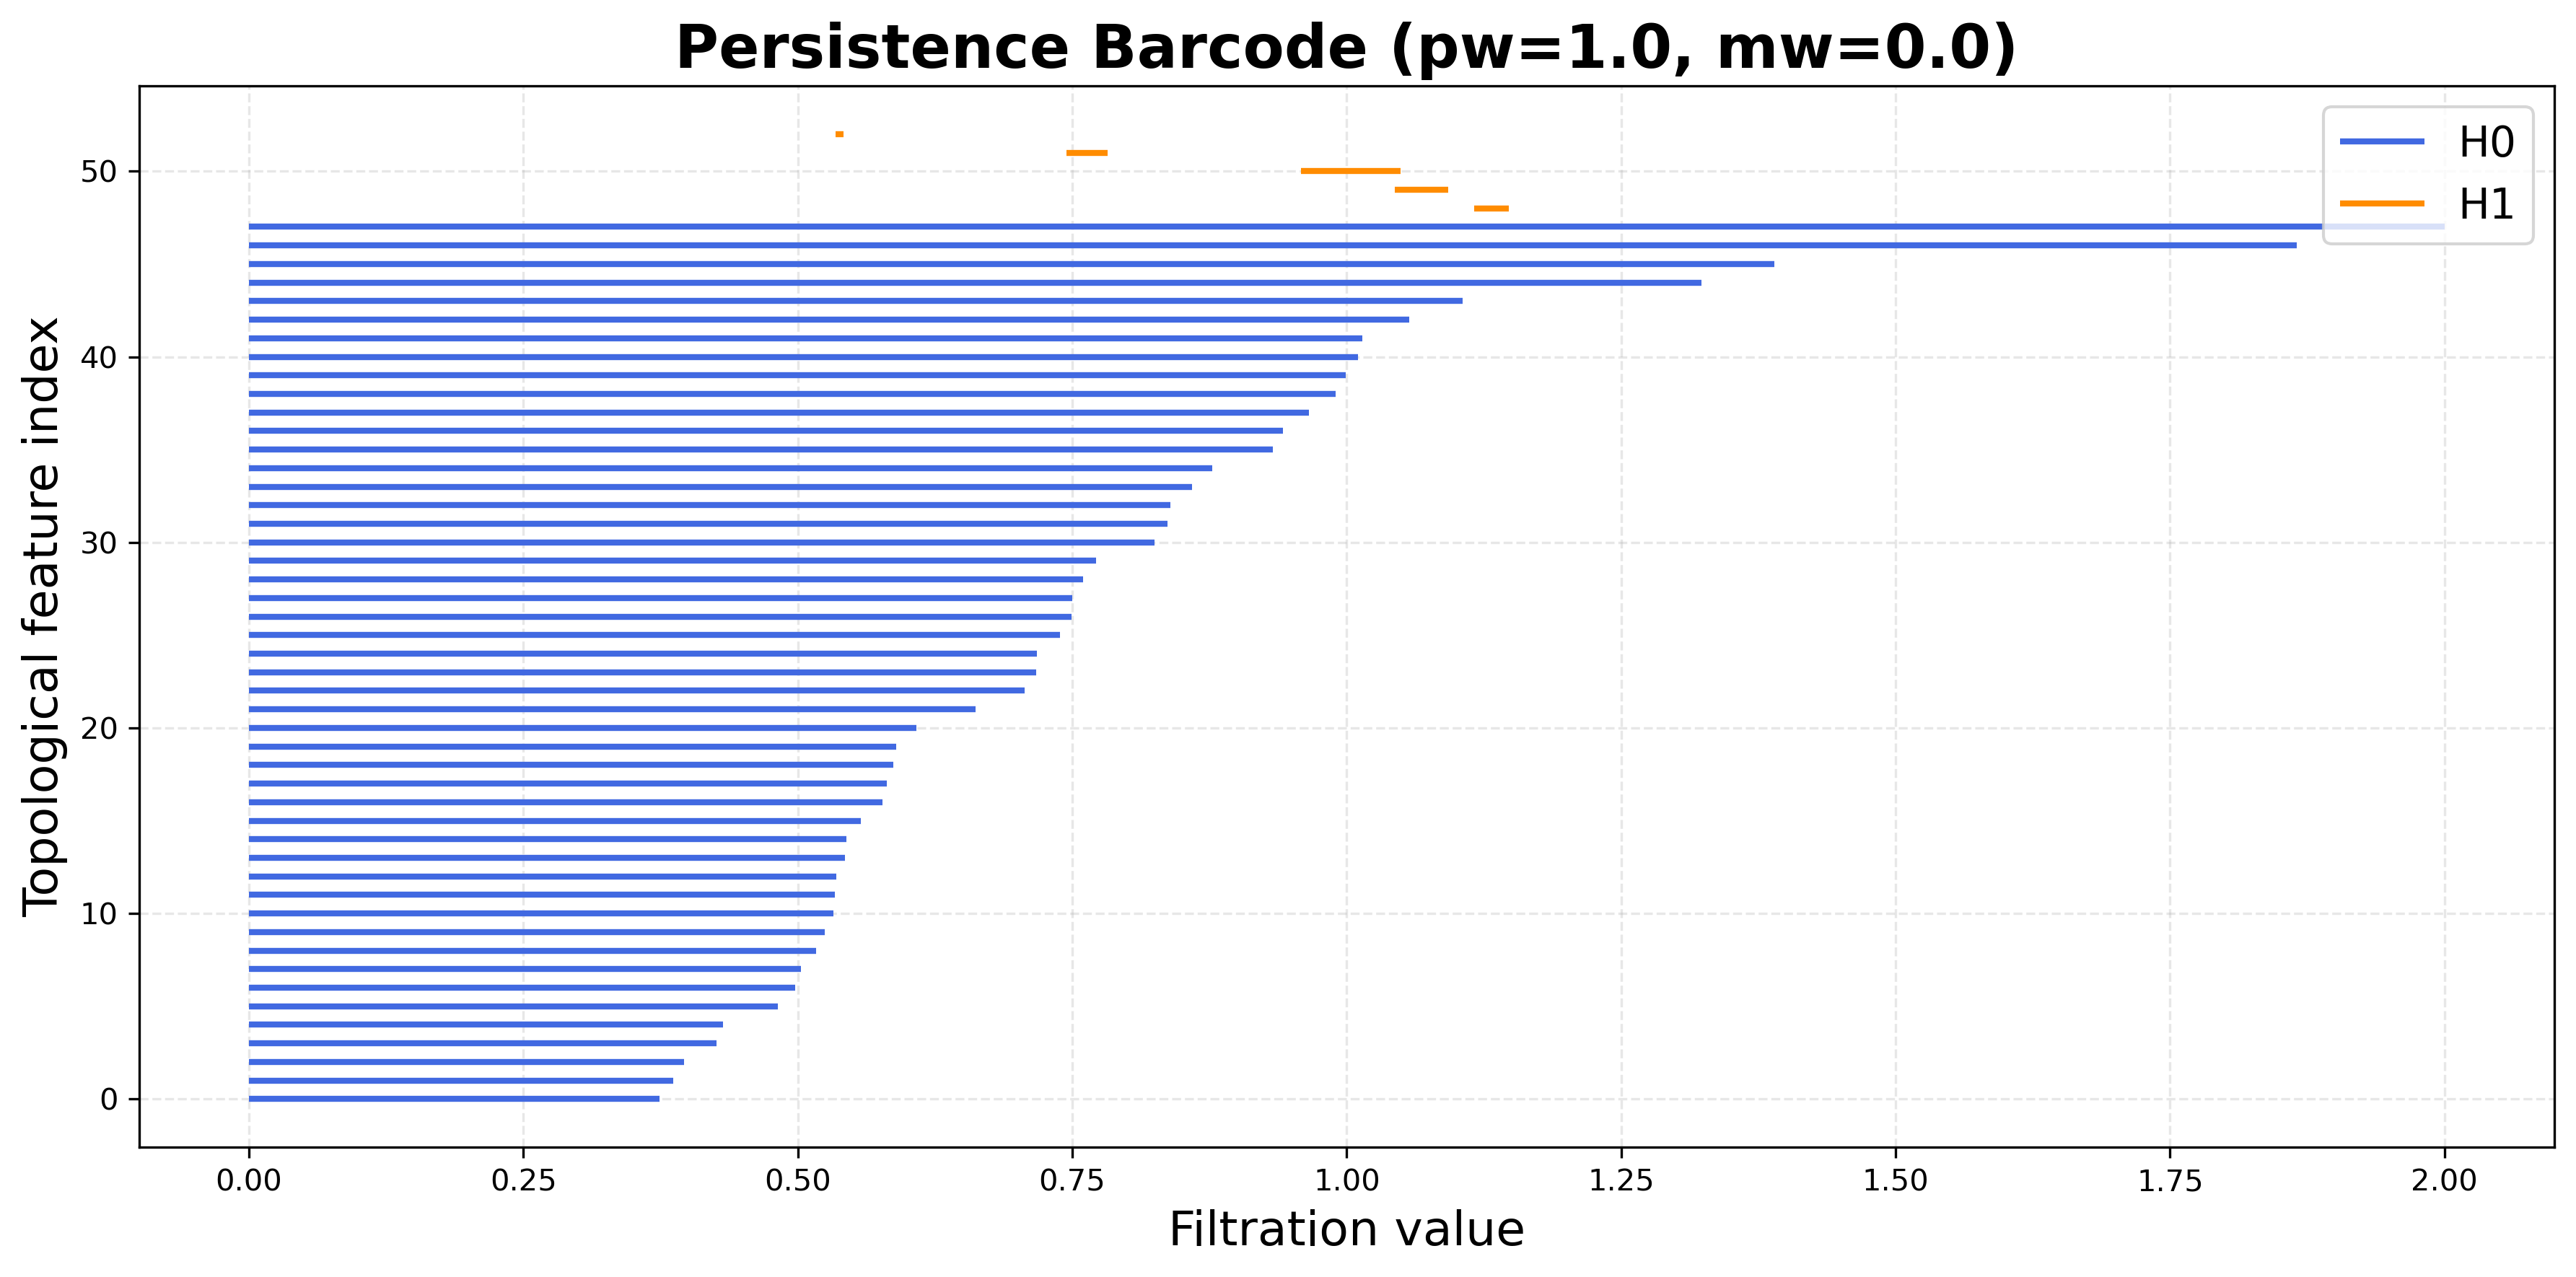 Persistence Barcode (pw=1.0, mw=0.0)
H0
H1
Topological feature index
50
40
30
20
10
0
0.00 0.25 0.50 0.75 1.00 1.25 1.50 1.75 2.00
Filtration value